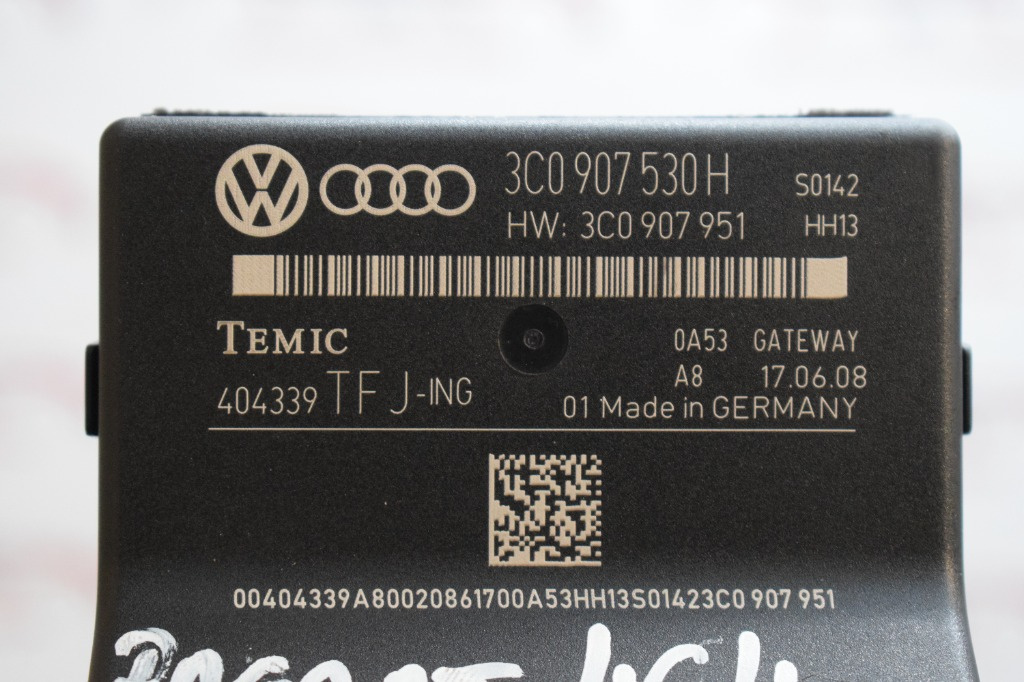 3C0 907 530 H
S0142
HW: 3C0 907 951
HH13
TEMIC
0A53 GATEWAY
A8 17.06.08
404339 TFJ-ING
01 Made in GERMANY
00404339A80020861700A53HH13S01423C0 907 951